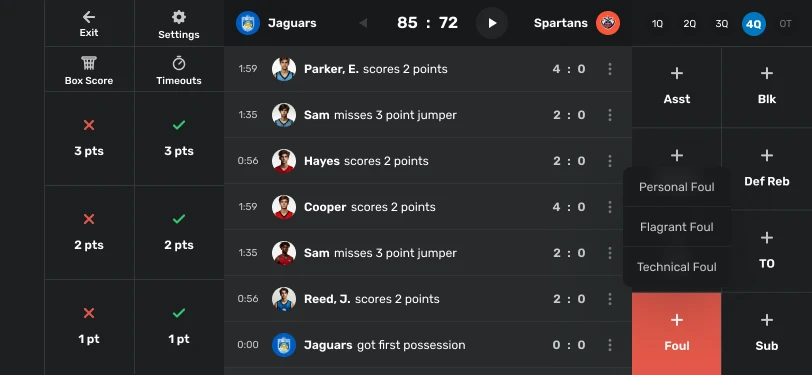 Exit
Settings
Jaguars
85 : 72
Spartans
1Q
2Q
3Q
4Q
OT
Box Score
Timeouts
1:59
Parker, E. scores 2 points
4 : 0
Asst
Blk
3 pts
3 pts
1:35
Sam misses 3 point jumper
2 : 0
0:56
Hayes scores 2 points
2 : 0
Personal Foul
Def Reb
2 pts
2 pts
1:59
Cooper scores 2 points
4 : 0
Flagrant Foul
1:35
Sam misses 3 point jumper
2 : 0
Technical Foul
TO
1 pt
1 pt
0:56
Reed, J. scores 2 points
2 : 0
0:00
Jaguars got first possession
0 : 0
Foul
Sub